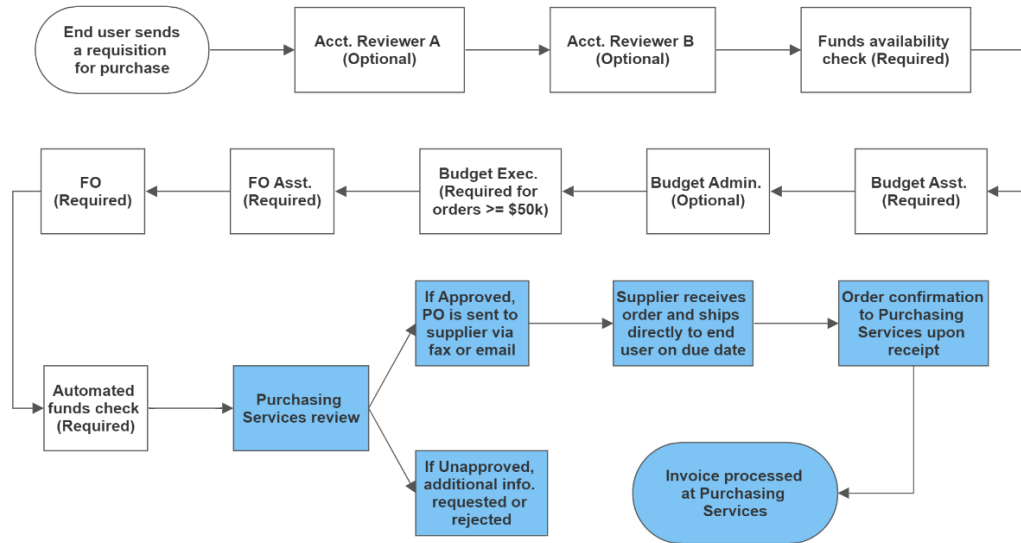 End user sends
a requisition
for purchase
Acct. Reviewer A
(Optional)
Acct. Reviewer B
(Optional)
Funds availability
check (Required)
Budget Asst.
(Required)
Budget Admin.
(Optional)
Budget Exec.
(Required for
orders >= $50k)
FO Asst.
(Required)
FO
(Required)
Automated
funds check
(Required)
Purchasing
Services review
If Approved,
PO is sent to
supplier via
fax or email
Supplier receives
order and ships
directly to end
user on due date
Order confirmation
to Purchasing
Services upon
receipt
If Unapproved,
additional info.
requested or
rejected
Invoice processed
at Purchasing
Services